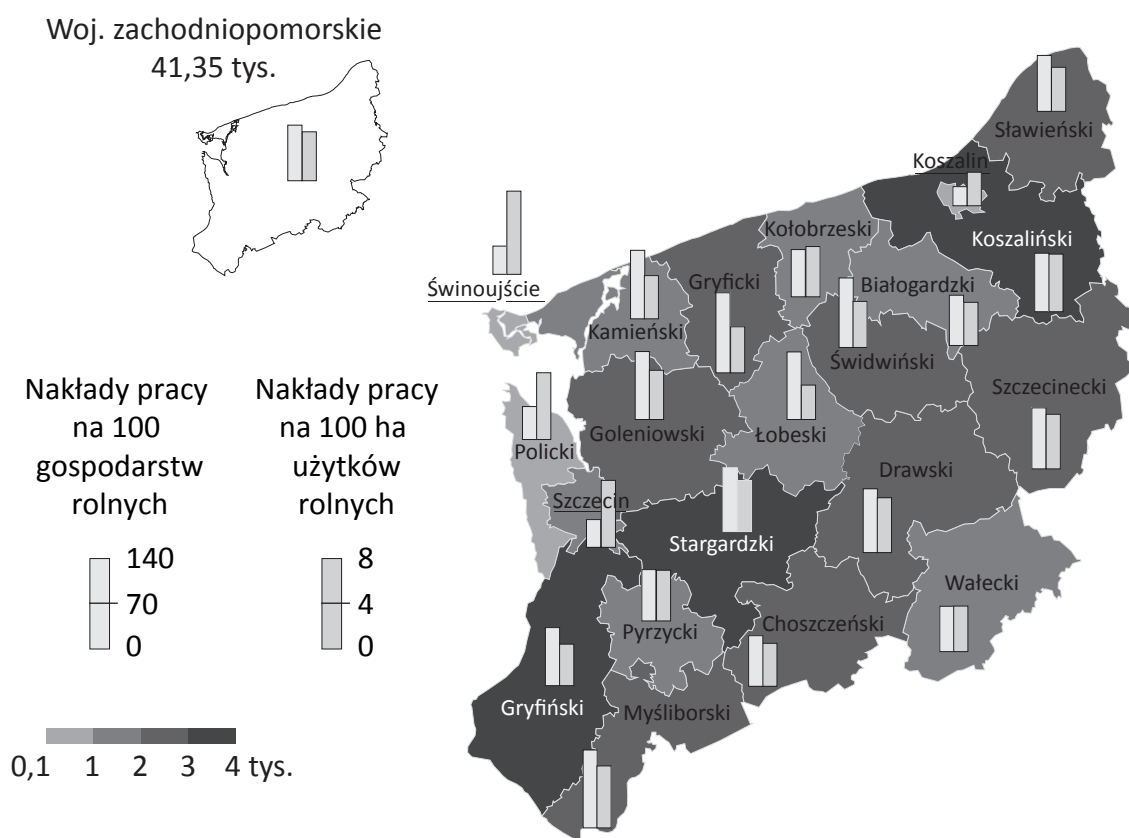 Woj. zachodniopomorskie
41,35 tys.
Sławieński
Koszalin
Koszaliński
Kołobrzeski
Białogardzki
Świnoujście
Gryficki
Kamieński
Świdwiński
Szczecinecki
Goleniowski
Łobeski
Policki
Drawski
Szczecin
Stargardzki
Wałecki
Choszczeński
Pyrzycki
Gryfiński
Myśliborski
Nakłady pracy
na 100
gospodarstw
rolnych
140
70
0
Nakłady pracy
na 100 ha
użytków
rolnych
8
4
0
0,1 1 2 3 4 tys.